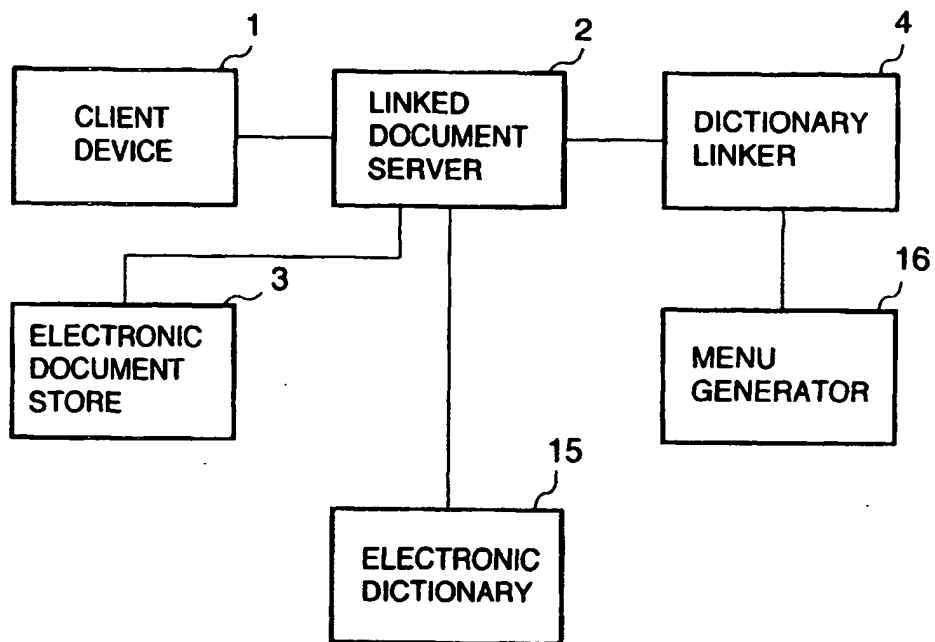 1
CLIENT
DEVICE
2
LINKED
DOCUMENT
SERVER
4
DICTIONARY
LINKER
3
ELECTRONIC
DOCUMENT
STORE
16
MENU
GENERATOR
15
ELECTRONIC
DICTIONARY